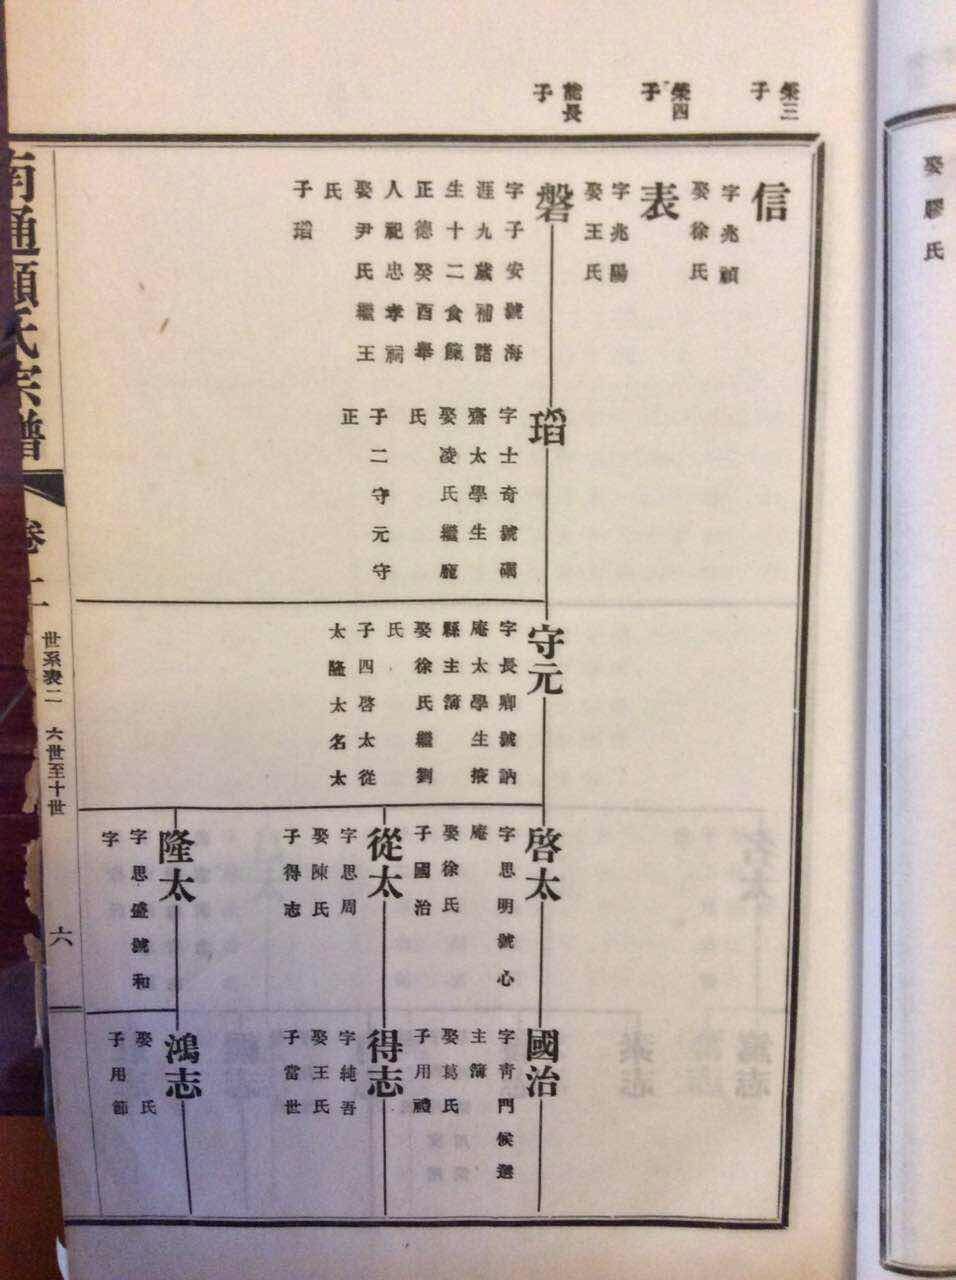 榮三
子
榮四
子
能長
子
信
字兆禎
娶徐氏
表
字兆陽
娶王氏
磐
字子安號海
涯九歲補諸
生十二食餼
正德癸酉舉
人祀忠孝祠
娶尹氏繼王
氏
子瑫
瑫
字士奇號礪
齋太學生
娶凌氏繼龐
氏
子二守元守
正
守元
字長卿號訥
庵太學生掖
縣主簿
娶徐氏繼劉
氏
子四啓太從
太隆太名太
啓太
字思明號心
庵
娶徐氏
子國治
從太
字思周
娶陳氏
子得志
隆太
字思盛號和
字
國治
字靑門候選
主簿
娶葛氏
子用禮
得志
字純吾
娶王氏
子當世
鴻志
娶 氏
子用節
南通顧氏宗譜
卷二
世系表二 六世至十世
六
娶膠氏